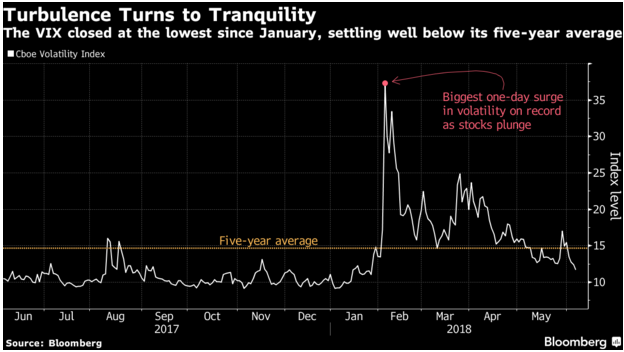 Turbulence Turns to Tranquility
The VIX closed at the lowest since January, settling well below its five-year average
Cboe Volatility Index
Biggest one-day surge
in volatility on record
as stocks plunge
Five-year average
35
30
25
20
15
10
Index level
Jun Jul Aug Sep Oct Nov Dec Jan Feb Mar Apr May
2017 2018
Source: Bloomberg
Bloomberg